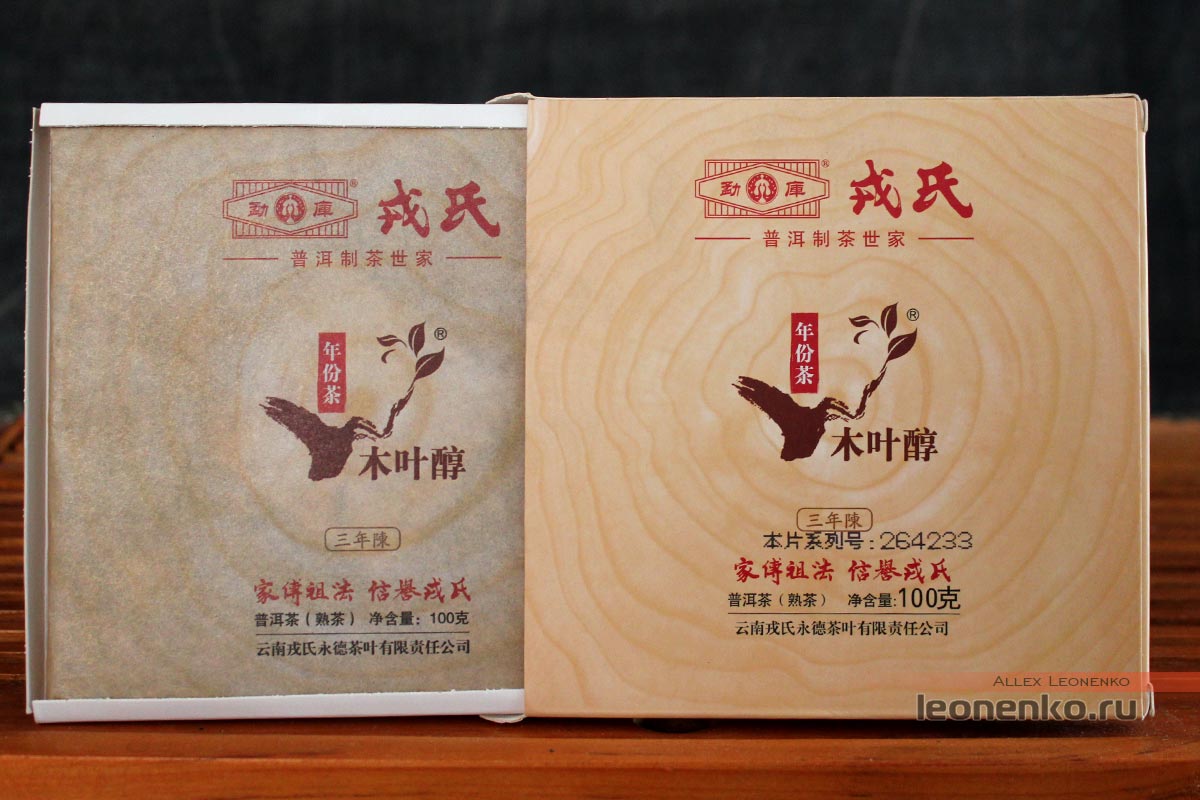 勐庫® 戎氏
普洱制茶世家
年份茶
®
木叶醇
三年陳
家傳祖法 信譽戎氏
普洱茶（熟茶） 净含量：100克
云南戎氏永德茶叶有限责任公司
勐庫® 戎氏
普洱制茶世家
年份茶
®
木叶醇
三年陳
本片系列号：264233
家傳祖法 信譽戎氏
普洱茶（熟茶） 净含量:100克
云南戎氏永德茶叶有限责任公司
Allex Leonenko
leonenko.ru